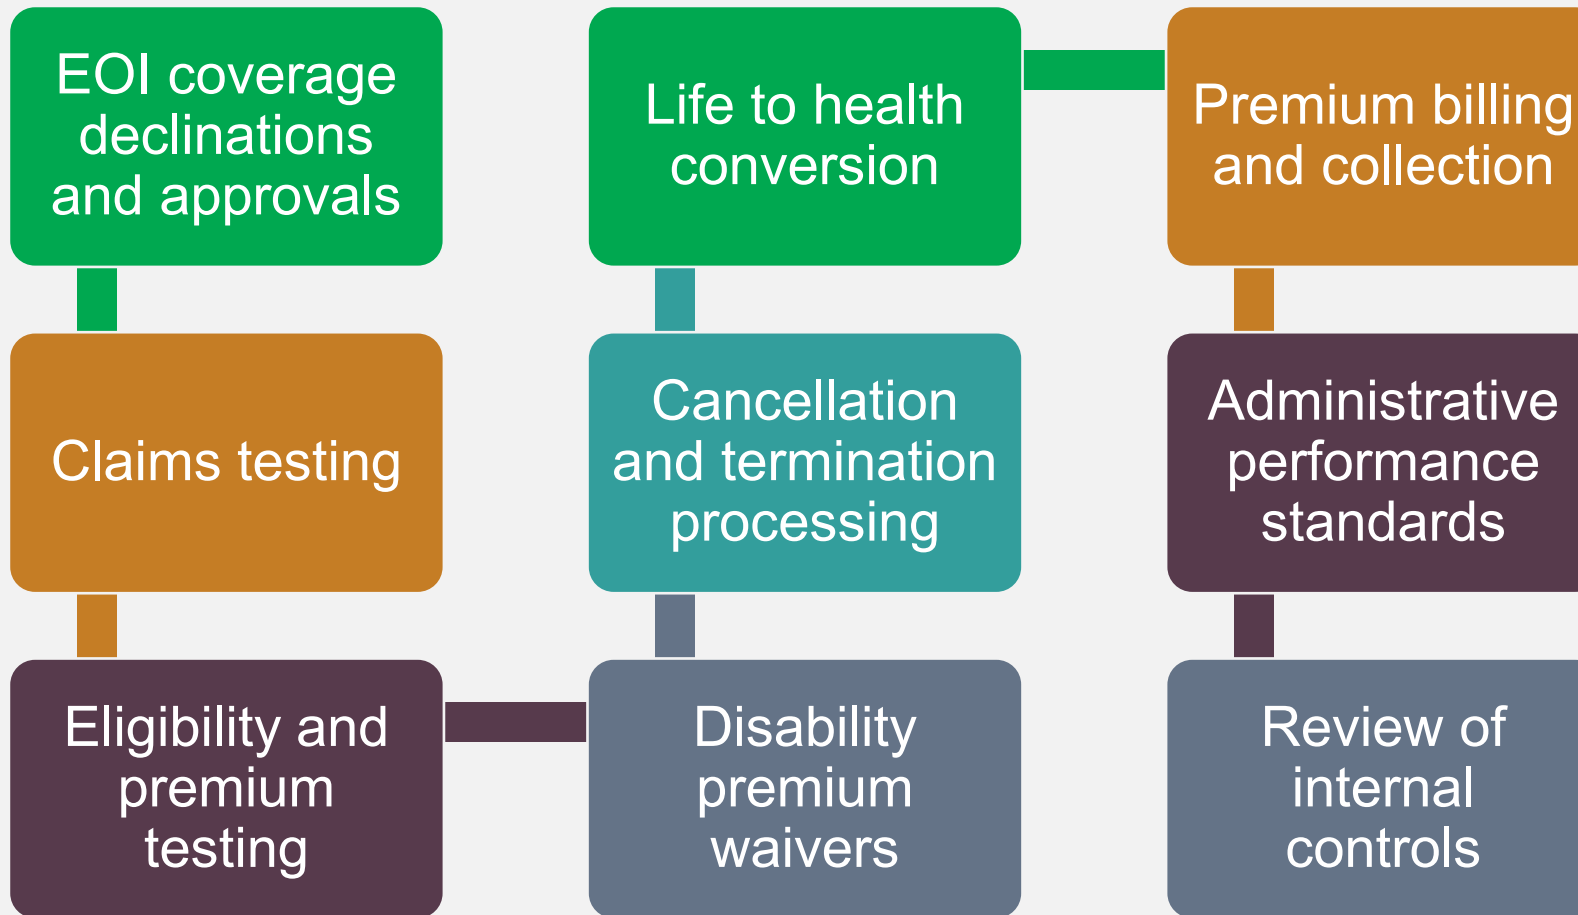 EOI coverage
declinations
and approvals
Claims testing
Eligibility and
premium
testing
Disability
premium
waivers
Cancellation
and termination
processing
Life to health
conversion
Premium billing
and collection
Administrative
performance
standards
Review of
internal
controls